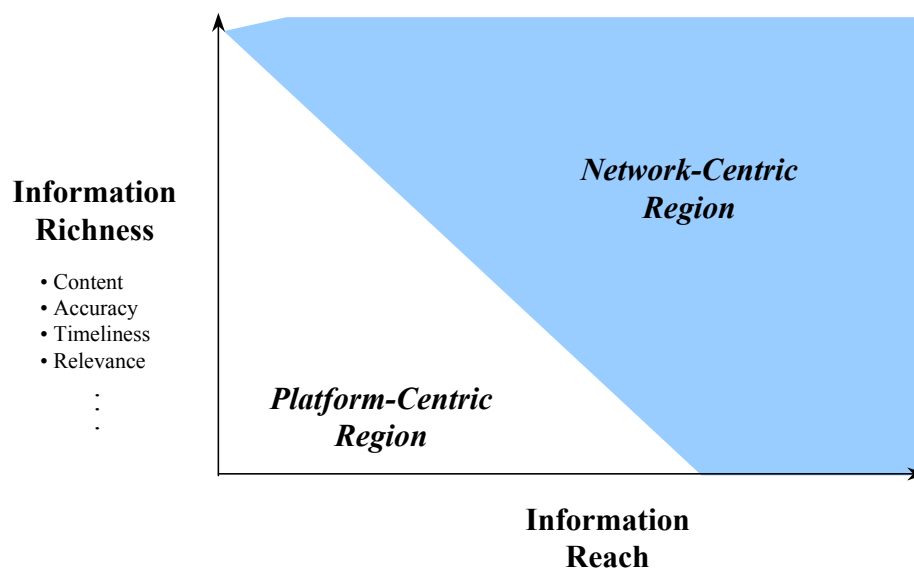 Network-Centric
Region
Information
Richness
• Content
• Accuracy
• Timeliness
• Relevance
.
.
.
Platform-Centric
Region
Information
Reach